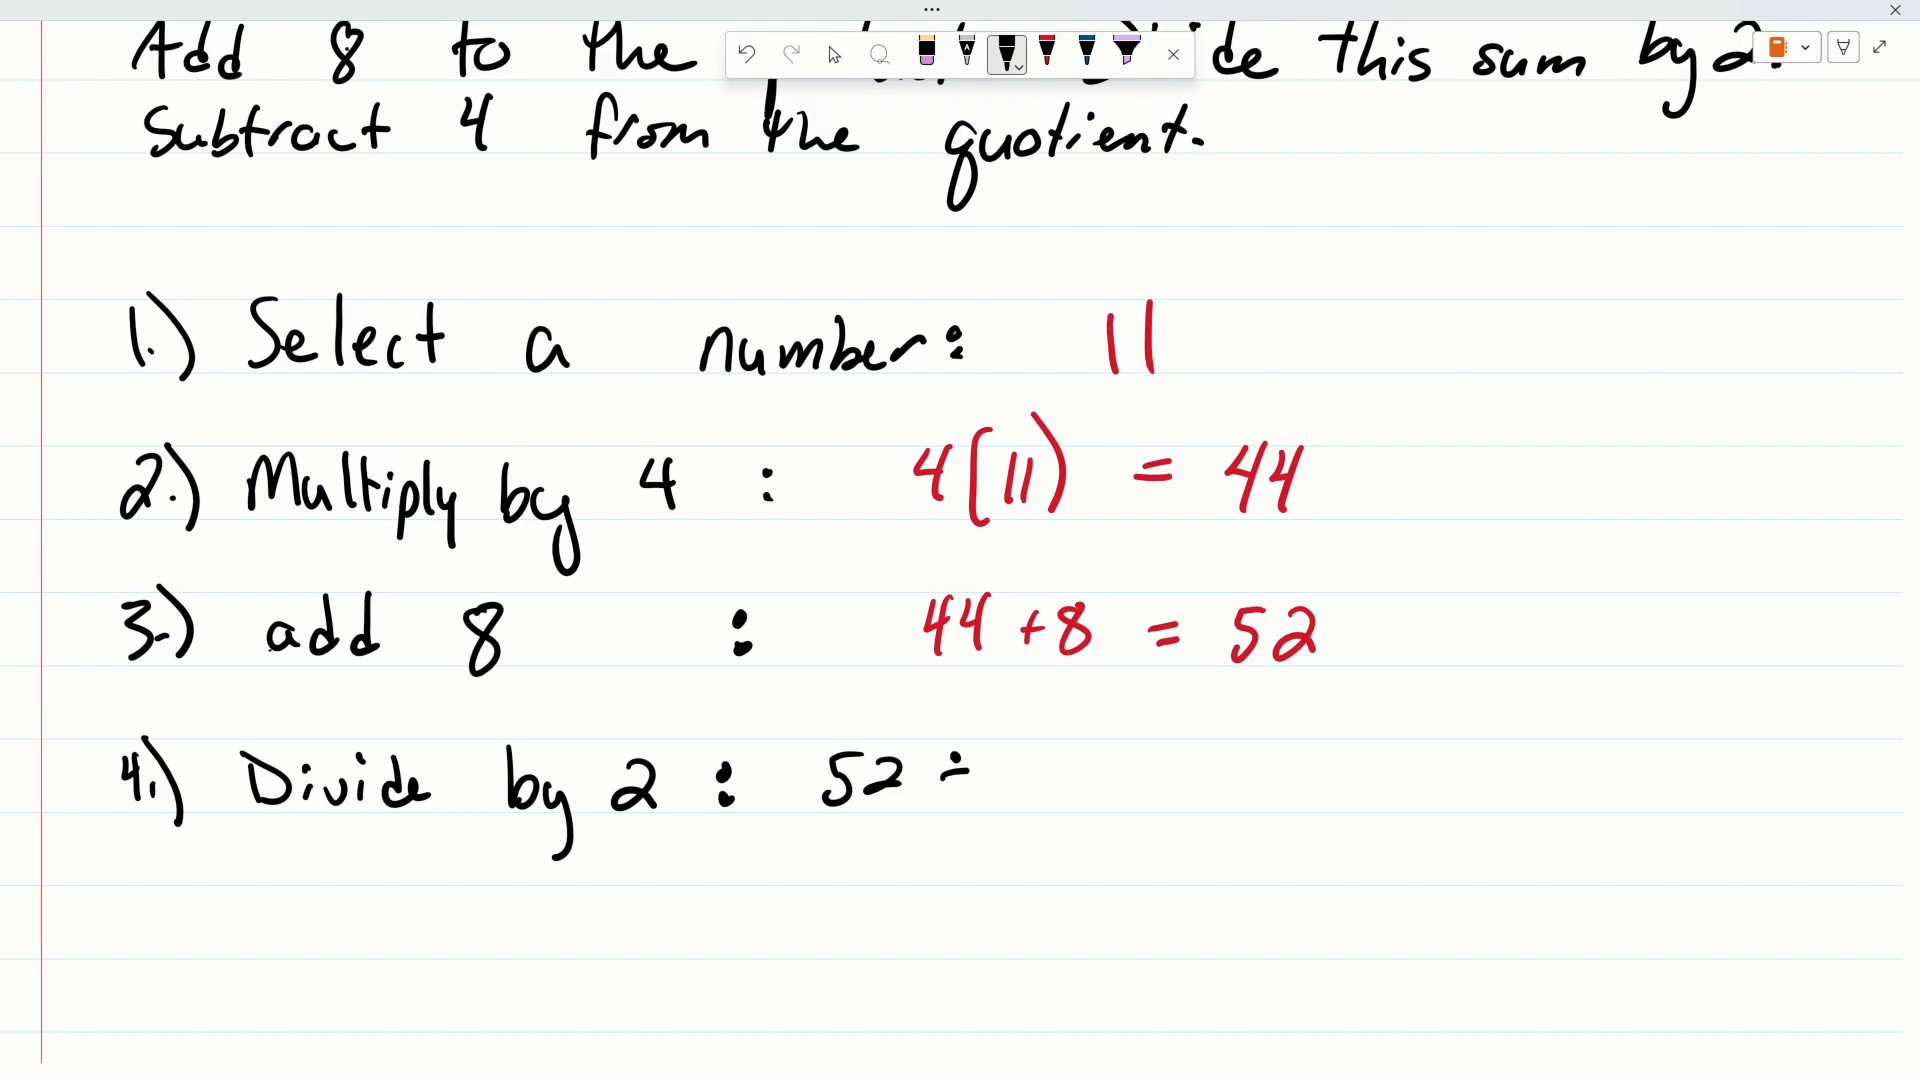 Add 8 to the this sum by 2.
Subtract 4 from the quotient.
1.) Select a number: 11
2.) Multiply by 4 : 4(11) = 44
3.) add 8 : 44 + 8 = 52
4.) Divide by 2 : 52 ÷